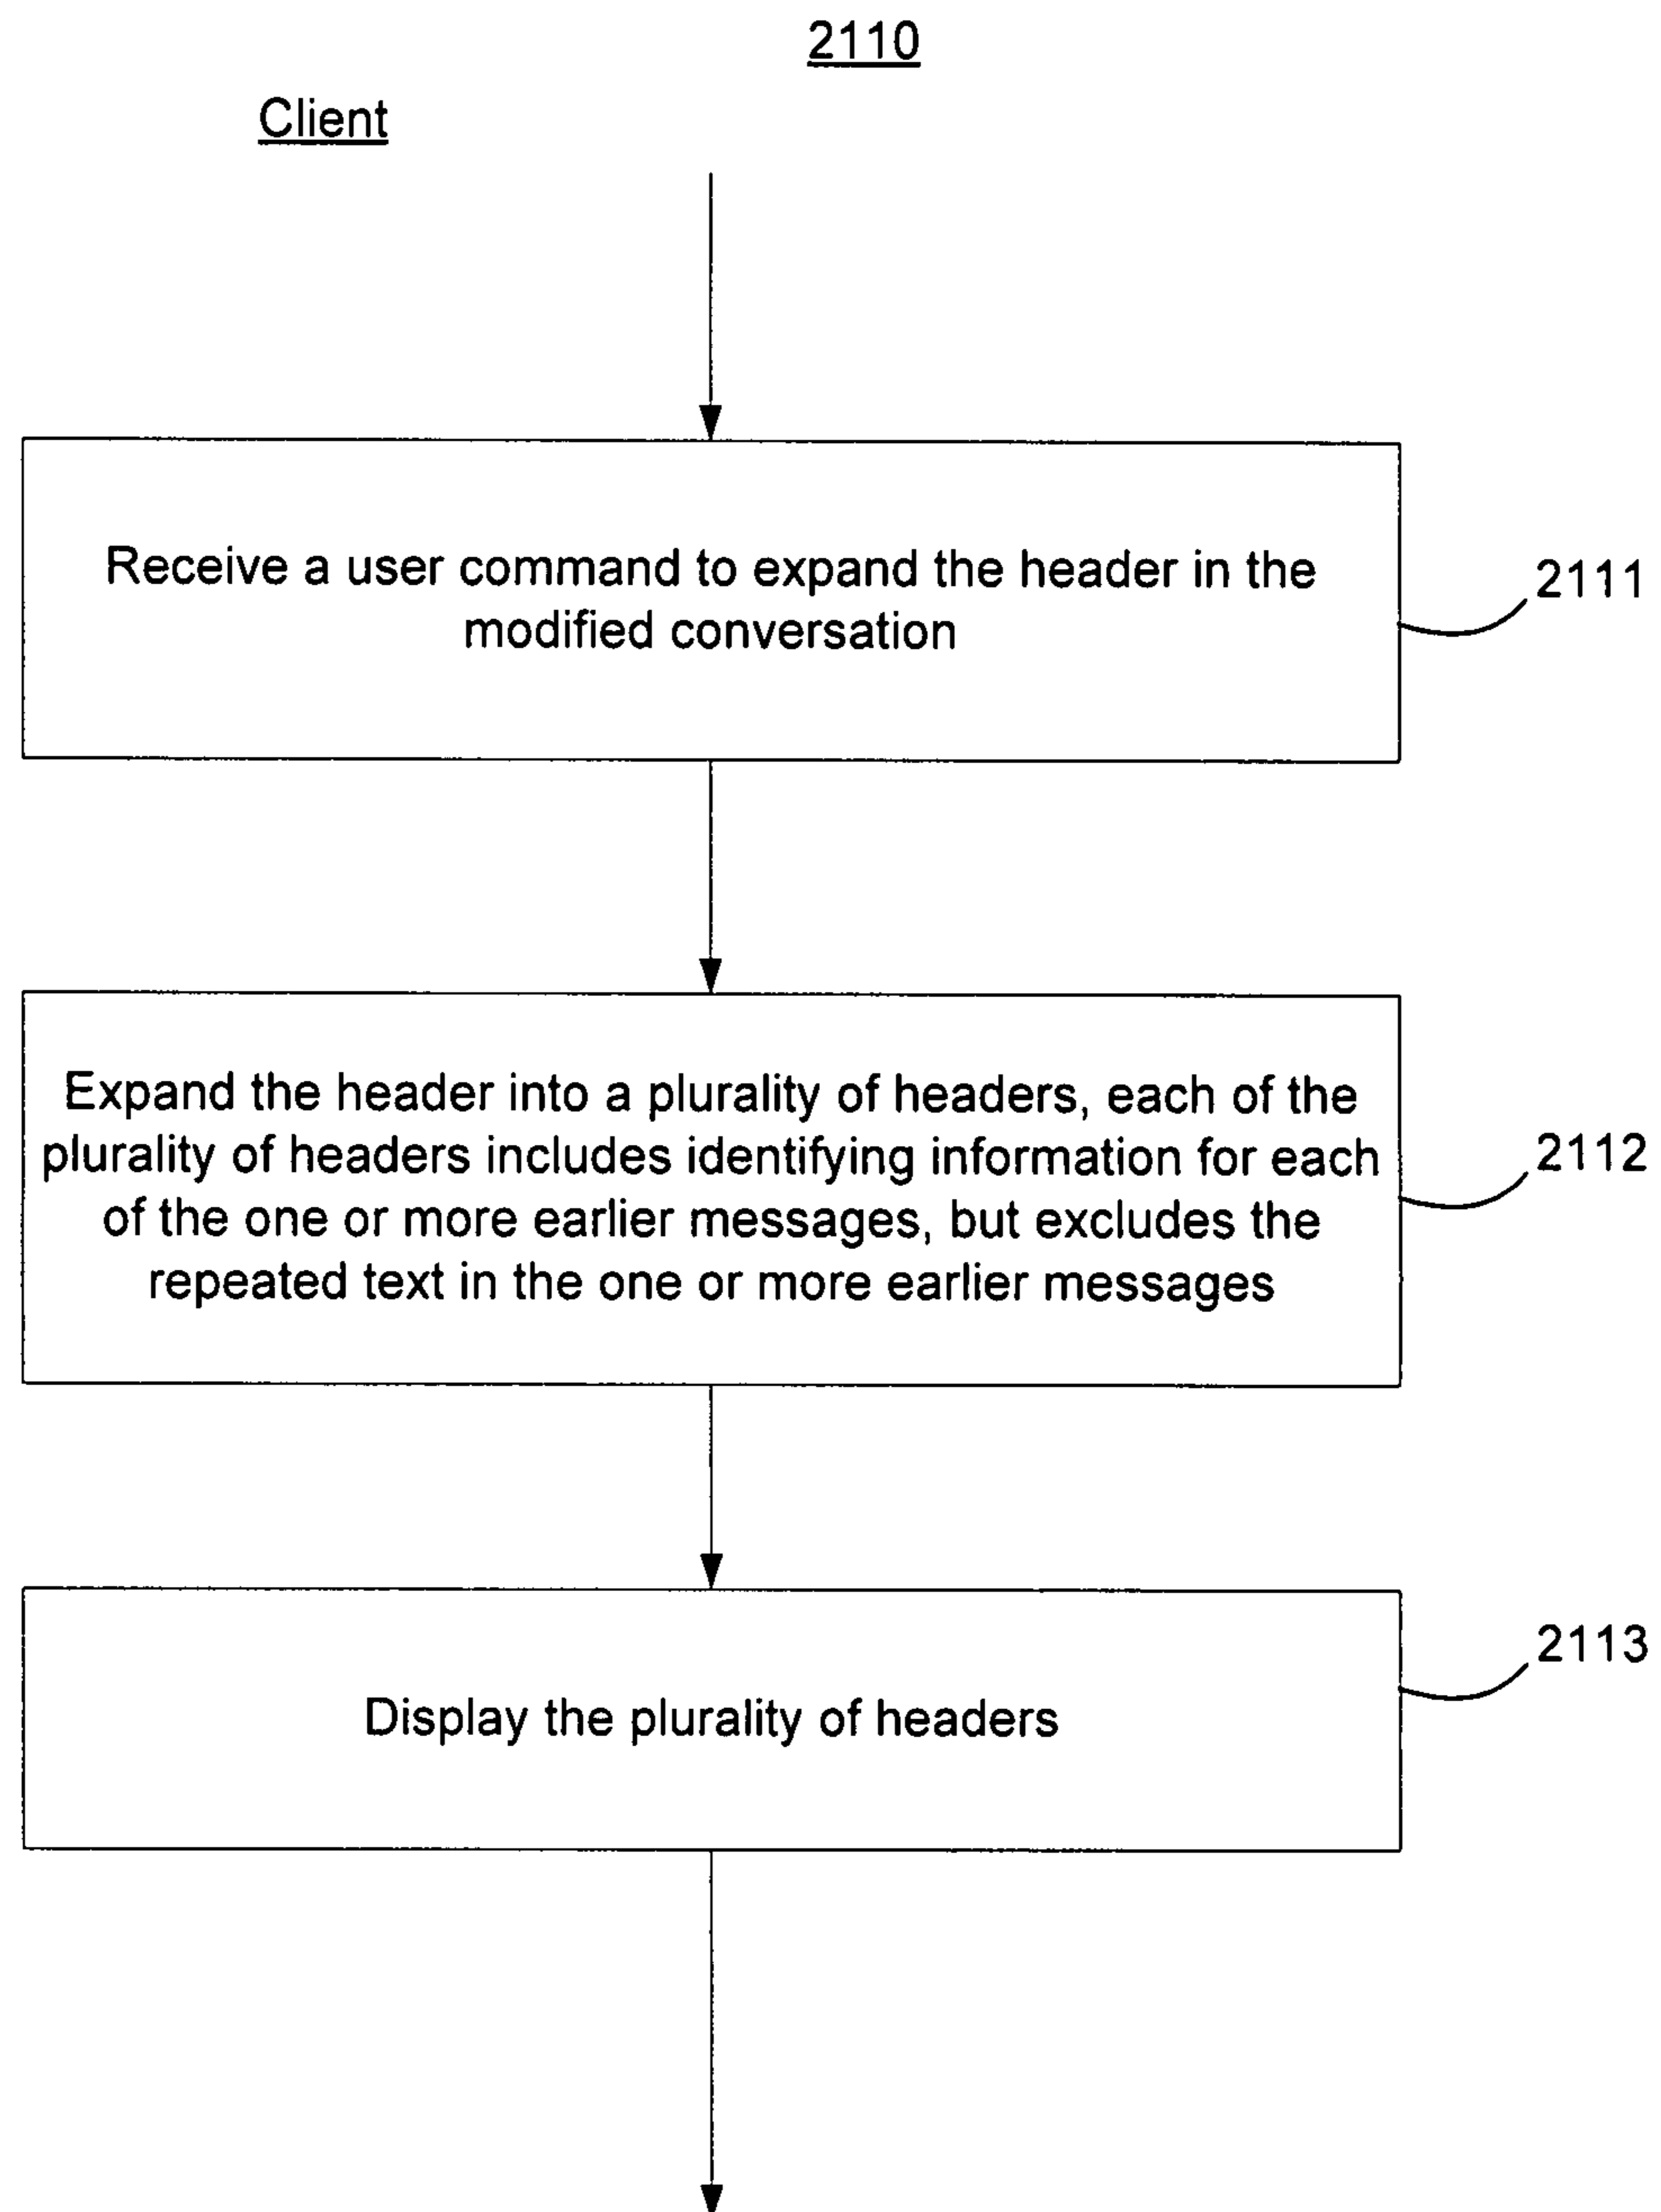 2110
Client
Receive a user command to expand the header in the
modified conversation
2111
Expand the header into a plurality of headers, each of the
plurality of headers includes identifying information for each
of the one or more earlier messages, but excludes the
repeated text in the one or more earlier messages
2112
Display the plurality of headers
2113